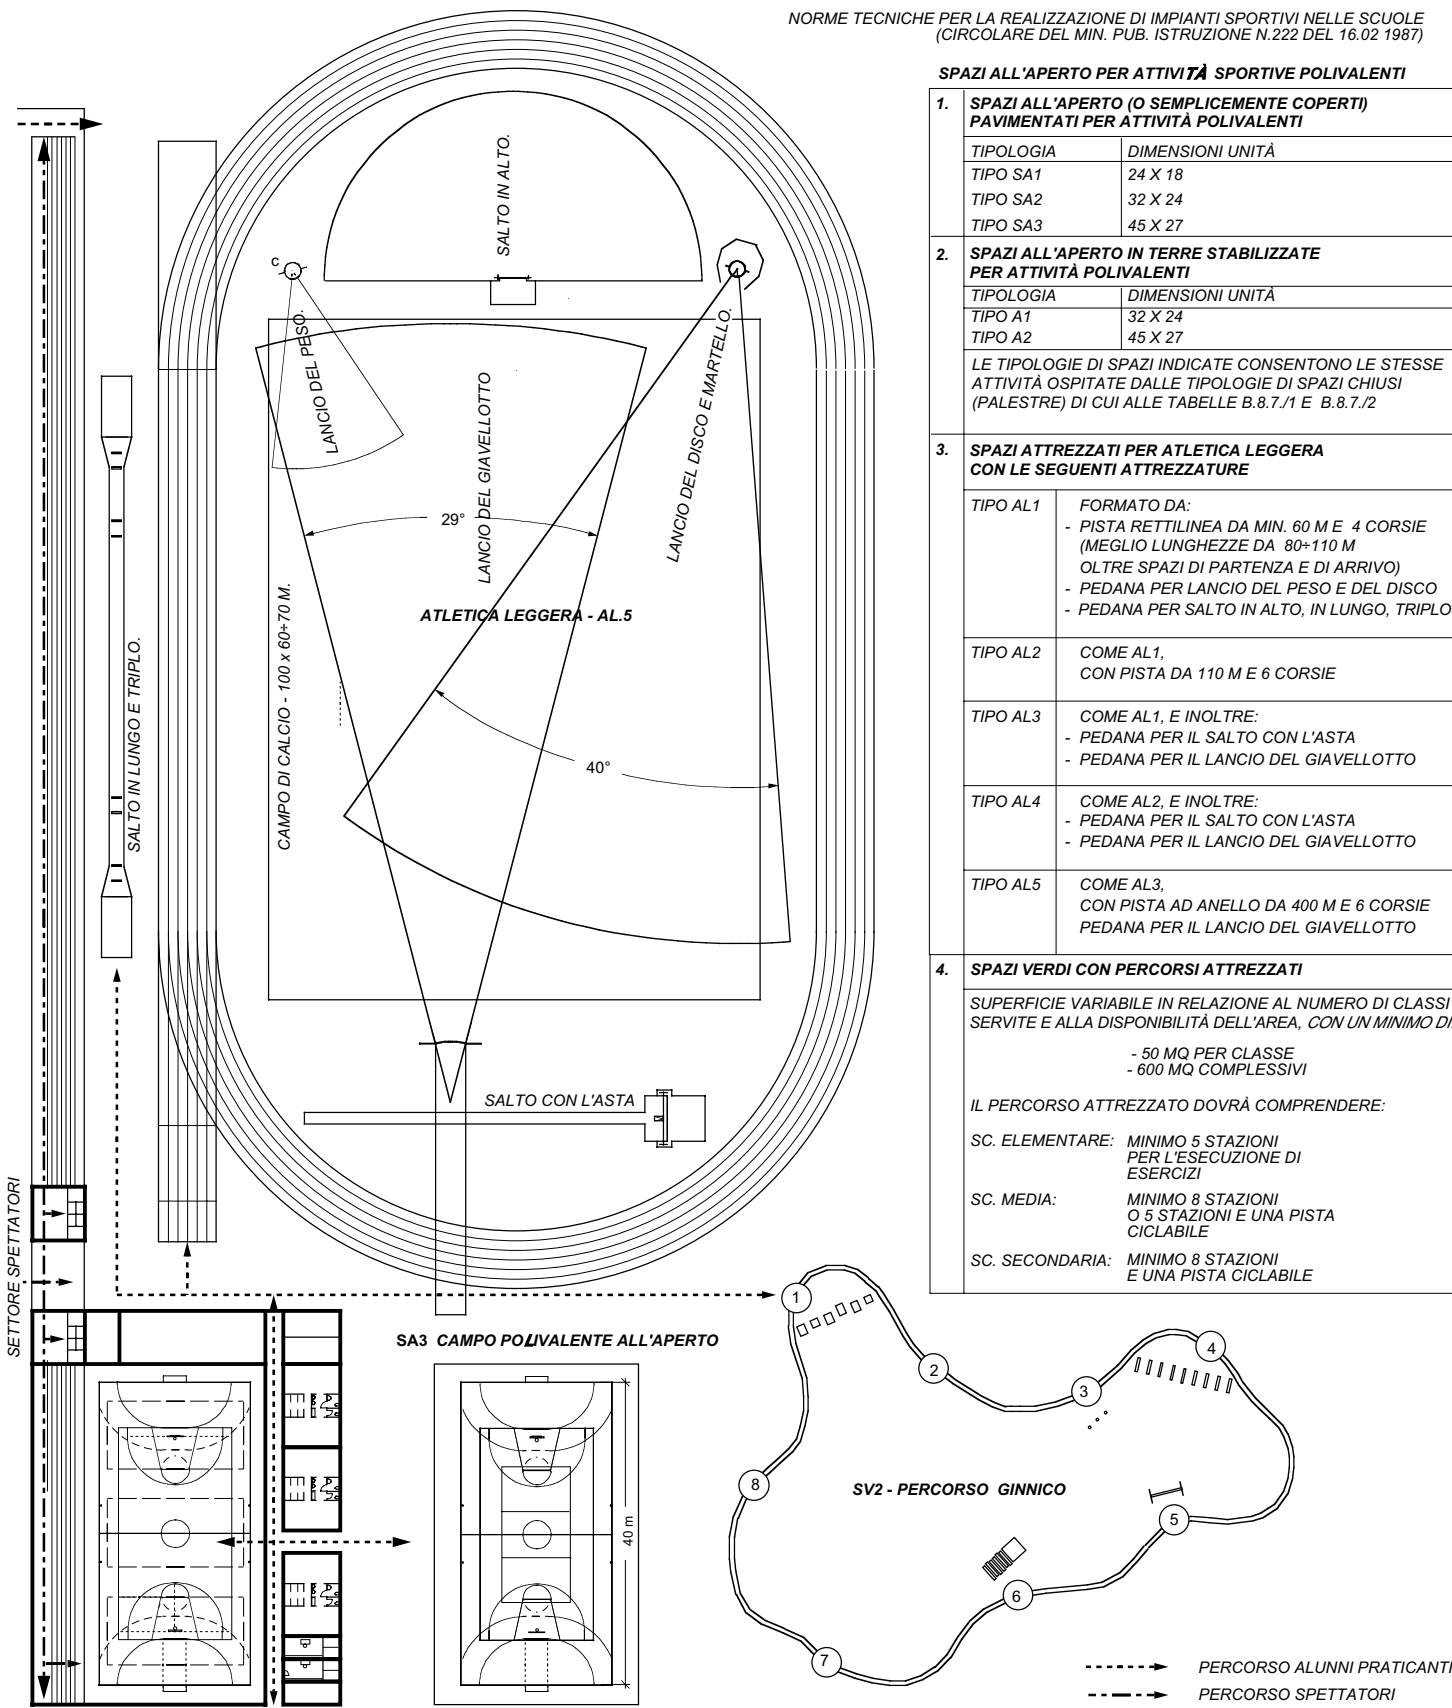 NORME TECNICHE PER LA REALIZZAZIONE DI IMPIANTI SPORTIVI NELLE SCUOLE
(CIRCOLARE DEL MIN. PUB. ISTRUZIONE N.222 DEL 16.02 1987)
SPAZI ALL'APERTO PER ATTIVITÀ SPORTIVE POLIVALENTI
1. SPAZI ALL'APERTO (O SEMPLICEMENTE COPERTI)
PAVIMENTATI PER ATTIVITÀ POLIVALENTI
TIPOLOGIA DIMENSIONI UNITÀ
TIPO SA1 24 X 18
TIPO SA2 32 X 24
TIPO SA3 45 X 27
2. SPAZI ALL'APERTO IN TERRE STABILIZZATE
PER ATTIVITÀ POLIVALENTI
TIPOLOGIA DIMENSIONI UNITÀ
TIPO A1 32 X 24
TIPO A2 45 X 27
LE TIPOLOGIE DI SPAZI INDICATE CONSENTONO LE STESSE
ATTIVITÀ OSPITATE DALLE TIPOLOGIE DI SPAZI CHIUSI
(PALESTRE) DI CUI ALLE TABELLE B.8.7./1 E B.8.7./2
3. SPAZI ATTREZZATI PER ATLETICA LEGGERA
CON LE SEGUENTI ATTREZZATURE
TIPO AL1 FORMATO DA:
- PISTA RETTILINEA DA MIN. 60 M E 4 CORSIE
(MEGLIO LUNGHEZZE DA 80÷110 M
OLTRE SPAZI DI PARTENZA E DI ARRIVO)
- PEDANA PER LANCIO DEL PESO E DEL DISCO
- PEDANA PER SALTO IN ALTO, IN LUNGO, TRIPLO
TIPO AL2 COME AL1,
CON PISTA DA 110 M E 6 CORSIE
TIPO AL3 COME AL1, E INOLTRE:
- PEDANA PER IL SALTO CON L'ASTA
- PEDANA PER IL LANCIO DEL GIAVELLOTTO
TIPO AL4 COME AL2, E INOLTRE:
- PEDANA PER IL SALTO CON L'ASTA
- PEDANA PER IL LANCIO DEL GIAVELLOTTO
TIPO AL5 COME AL3,
CON PISTA AD ANELLO DA 400 M E 6 CORSIE
PEDANA PER IL LANCIO DEL GIAVELLOTTO
4. SPAZI VERDI CON PERCORSI ATTREZZATI
SUPERFICIE VARIABILE IN RELAZIONE AL NUMERO DI CLASSI
SERVITE E ALLA DISPONIBILITÀ DELL'AREA, CON UN MINIMO DI
- 50 MQ PER CLASSE
- 600 MQ COMPLESSIVI
IL PERCORSO ATTREZZATO DOVRÀ COMPRENDERE:
SC. ELEMENTARE: MINIMO 5 STAZIONI
PER L'ESECUZIONE DI
ESERCIZI
SC. MEDIA: MINIMO 8 STAZIONI
O 5 STAZIONI E UNA PISTA
CICLABILE
SC. SECONDARIA: MINIMO 8 STAZIONI
E UNA PISTA CICLABILE
SALTO IN ALTO.
C
LANCIO DEL PESO.
LANCIO DEL GIAVELLOTTO
LANCIO DEL DISCO E MARTELLO.
29°
ATLETICA LEGGERA - AL.5
CAMPO DI CALCIO - 100 x 60÷70 M.
SALTO IN LUNGO E TRIPLO.
40°
SALTO CON L'ASTA
SETTORE SPETTATORI
SA3 CAMPO POLIVALENTE ALL'APERTO
40 m
1
2
3
4
5
6
7
8
SV2 - PERCORSO GINNICO
PERCORSO ALUNNI PRATICANTI
PERCORSO SPETTATORI